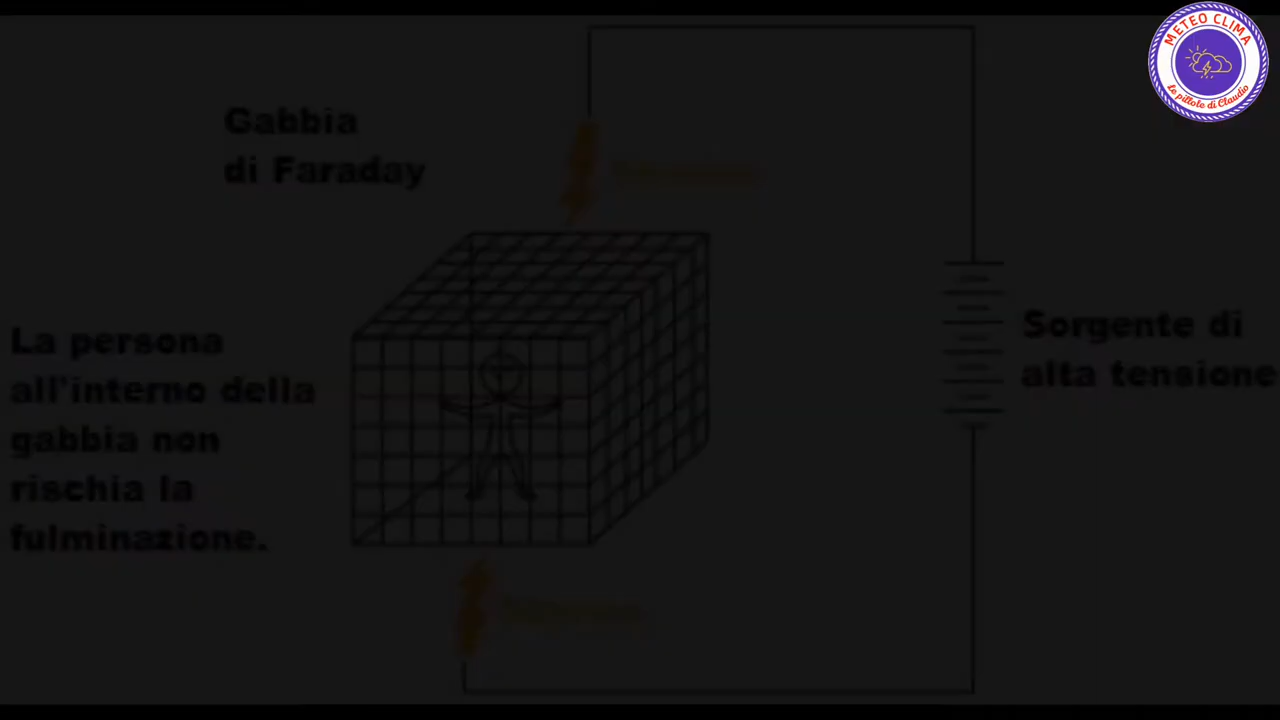 METEO CLIMA
Le pillole di Claudio
Gabbia
di Faraday
La persona
all'interno della
gabbia non
rischia la
fulminazione.
Sorgente di
alta tensione